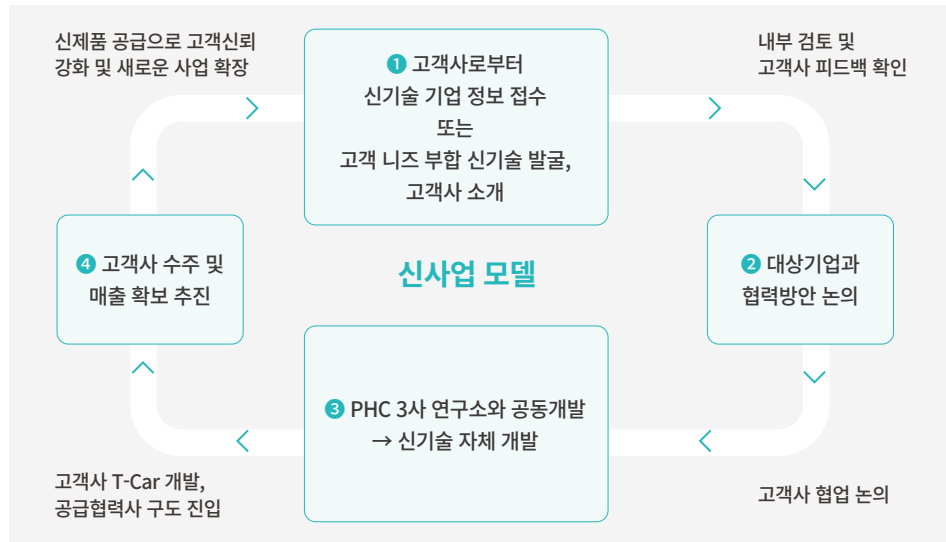 신제품 공급으로 고객신뢰
강화 및 새로운 사업 확장
❶ 고객사로부터
신기술 기업 정보 접수
또는
고객 니즈 부합 신기술 발굴,
고객사 소개
내부 검토 및
고객사 피드백 확인
❹ 고객사 수주 및
매출 확보 추진
신사업 모델
❷ 대상기업과
협력방안 논의
❸ PHC 3사 연구소와 공동개발
→ 신기술 자체 개발
고객사 T-Car 개발,
공급협력사 구도 진입
고객사 협업 논의